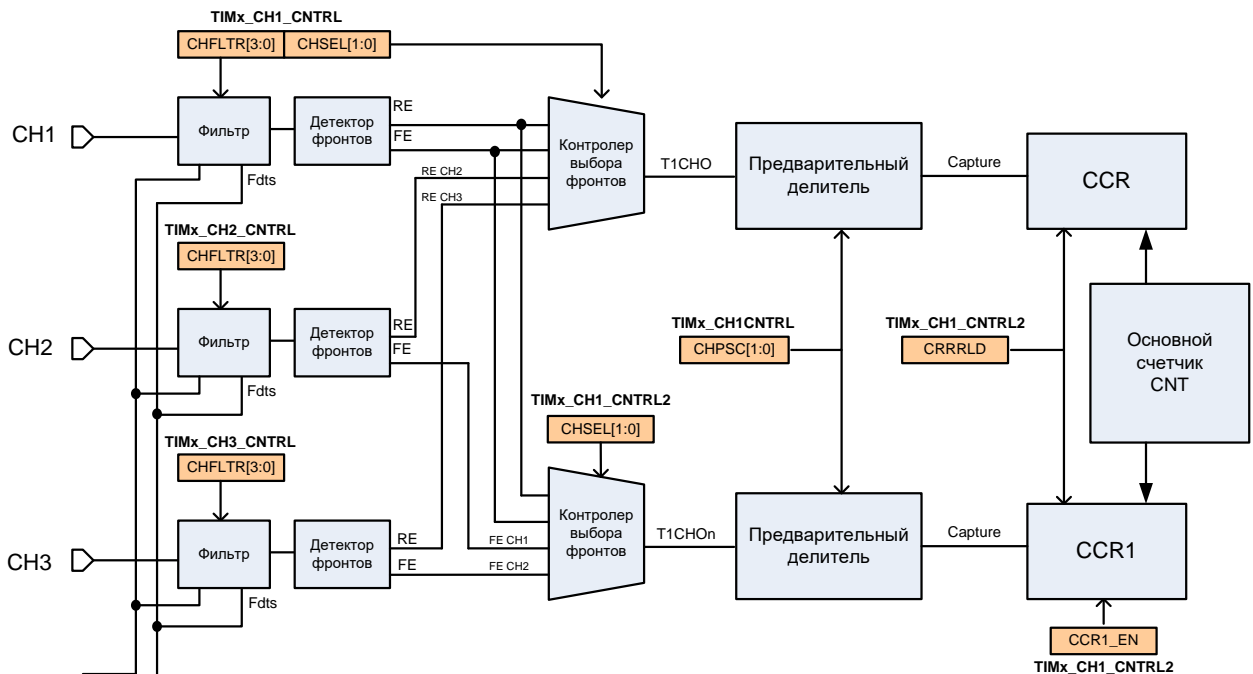 TIMx_CH1_CNTRL
CHFLTR[3:0] CHSEL[1:0]
CH1
Фильтр
Детектор
фронтов
RE
FE
Fdts
RE CH2
RE CH3
Контролер
выбора
фронтов
T1CHO
Предварительный
делитель
Capture
CCR
TIMx_CH2_CNTRL
CHFLTR[3:0]
CH2
Фильтр
Детектор
фронтов
RE
FE
Fdts
TIMx_CH1CNTRL
CHPSC[1:0]
TIMx_CH1_CNTRL2
CRRRLD
Основной
счетчик
CNT
TIMx_CH1_CNTRL2
CHSEL[1:0]
TIMx_CH3_CNTRL
CHFLTR[3:0]
CH3
Фильтр
Детектор
фронтов
RE
FE
Fdts
FE CH1
FE CH2
Контролер
выбора
фронтов
T1CHOn
Предварительный
делитель
Capture
CCR1
CCR1_EN
TIMx_CH1_CNTRL2